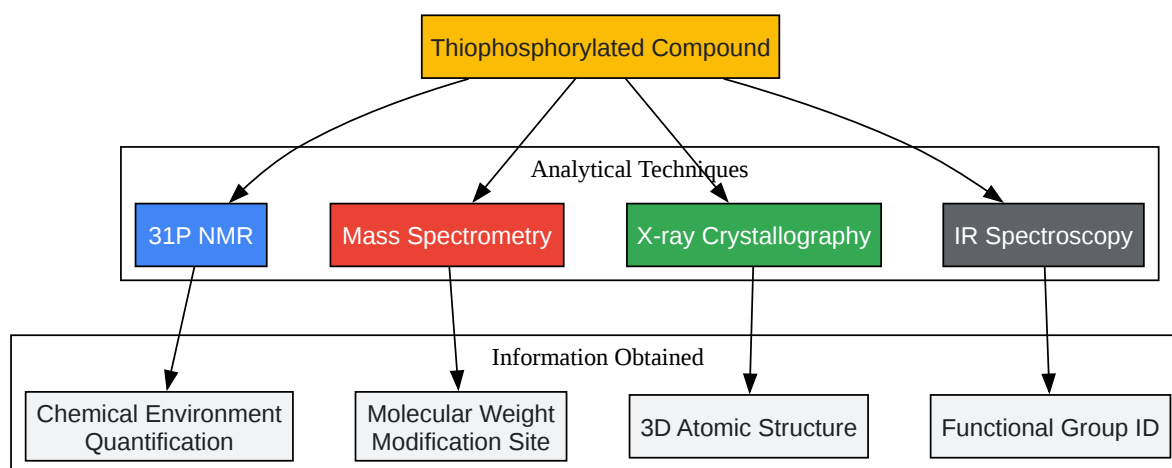 Thiophosphorylated Compound
Analytical Techniques
31P NMR
Mass Spectrometry
X-ray Crystallography
IR Spectroscopy
Information Obtained
Chemical Environment
Quantification
Molecular Weight
Modification Site
3D Atomic Structure
Functional Group ID